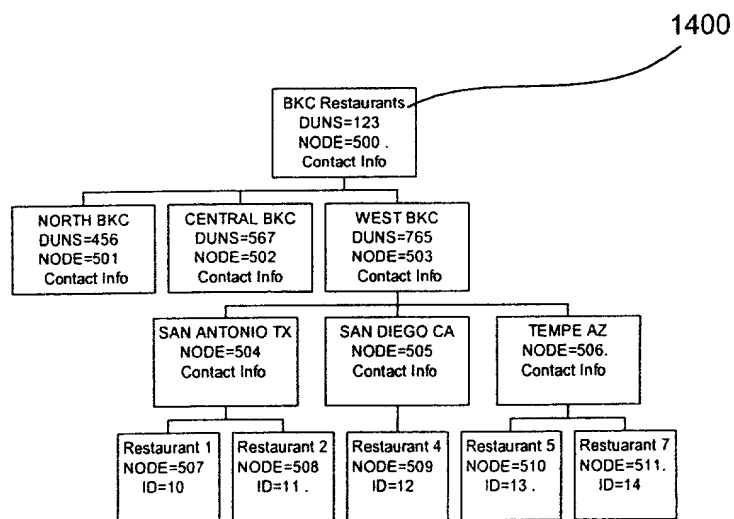 1400
BKC Restaurants
DUNS=123
NODE=500 .
Contact Info
NORTH BKC
DUNS=456
NODE=501
Contact Info
CENTRAL BKC
DUNS=567
NODE=502
Contact Info
WEST BKC
DUNS=765
NODE=503
Contact Info
SAN ANTONIO TX
NODE=504
Contact Info
SAN DIEGO CA
NODE=505
Contact Info
TEMPE AZ
NODE=506.
Contact Info
Restaurant 1
NODE=507
ID=10
Restaurant 2
NODE=508
ID=11 .
Restaurant 4
NODE=509
ID=12
Restaurant 5
NODE=510
ID=13 .
Restuarant 7
NODE=511.
ID=14